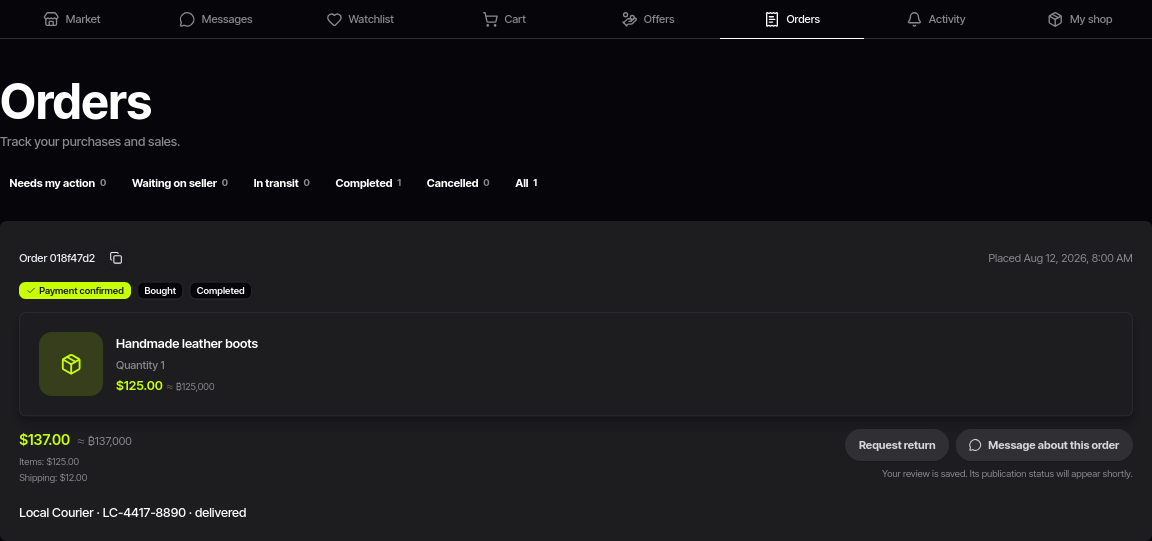 Market
Messages
Watchlist
Cart
Offers
Orders
Activity
My shop
Orders
Track your purchases and sales.
Needs my action 0
Waiting on seller 0
In transit 0
Completed 1
Cancelled 0
All 1
Order 018f47d2
Placed Aug 12, 2026, 8:00 AM
Payment confirmed
Bought
Completed
Handmade leather boots
Quantity 1
$125.00 ≈ ₿125,000
$137.00 ≈ ₿137,000
Items: $125.00
Shipping: $12.00
Request return
Message about this order
Your review is saved. Its publication status will appear shortly.
Local Courier · LC-4417-8890 · delivered